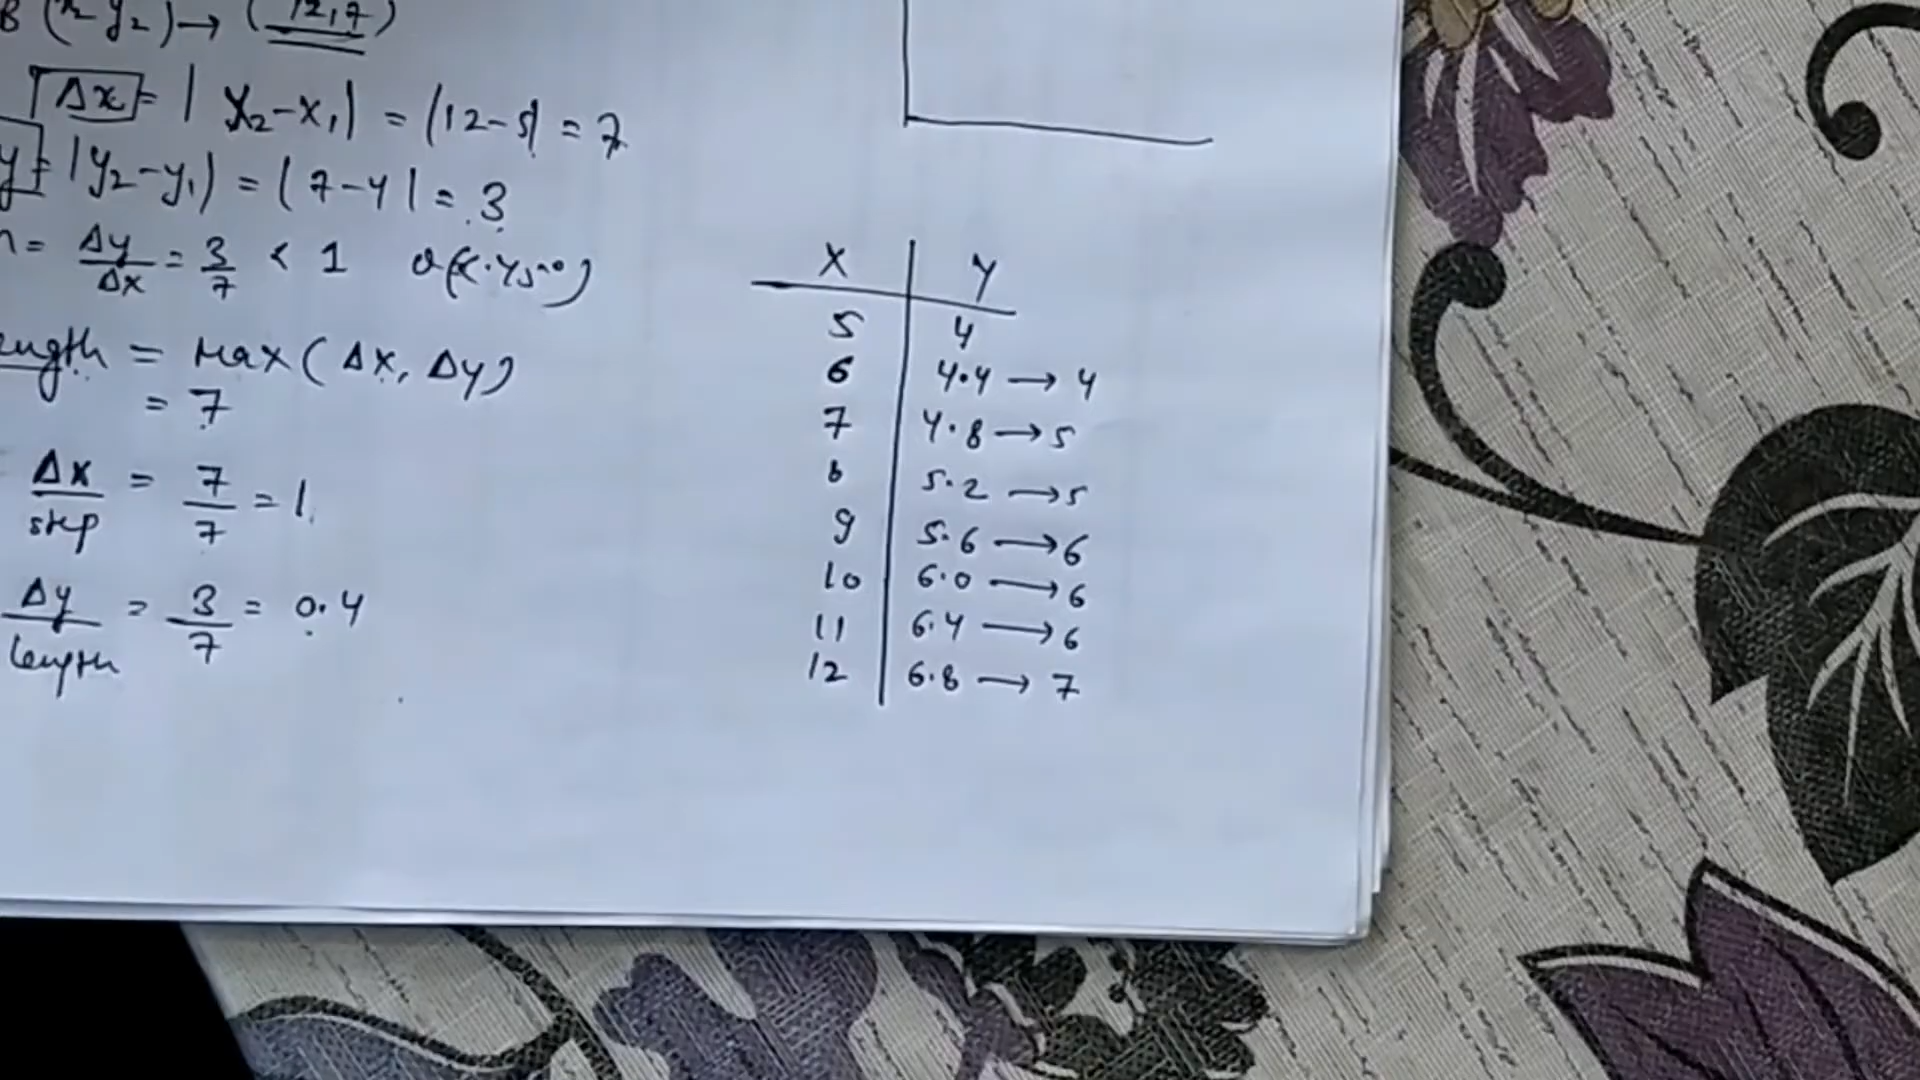 B (x2 y2) → (12,7)
Δx = | x2-x1| = (12-5| = 7
y = |y2-y1) = ( 7-4 | = 3
= Δy/Δx = 3/7 < 1
ength = Max ( Δx, Δy)
= 7
Δx/step = 7/7 = 1
Δy/length = 3/7 = 0.4
X Y
5 4
6 4.4 → 4
7 4.8 → 5
8 5.2 → 5
9 5.6 → 6
10 6.0 → 6
11 6.4 → 6
12 6.8 → 7